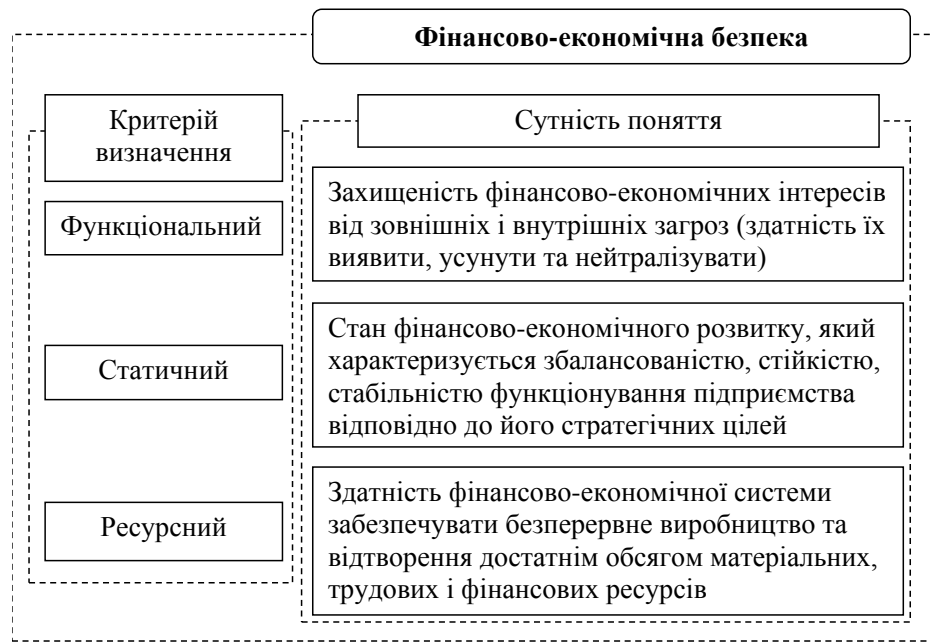 Фінансово-економічна безпека
Критерій
визначення
Сутність поняття
Функціональний
Захищеність фінансово-економічних інтересів
від зовнішніх і внутрішніх загроз (здатність їх
виявити, усунути та нейтралізувати)
Статичний
Стан фінансово-економічного розвитку, який
характеризується збалансованістю, стійкістю,
стабільністю функціонування підприємства
відповідно до його стратегічних цілей
Ресурсний
Здатність фінансово-економічної системи
забезпечувати безперервне виробництво та
відтворення достатнім обсягом матеріальних,
трудових і фінансових ресурсів